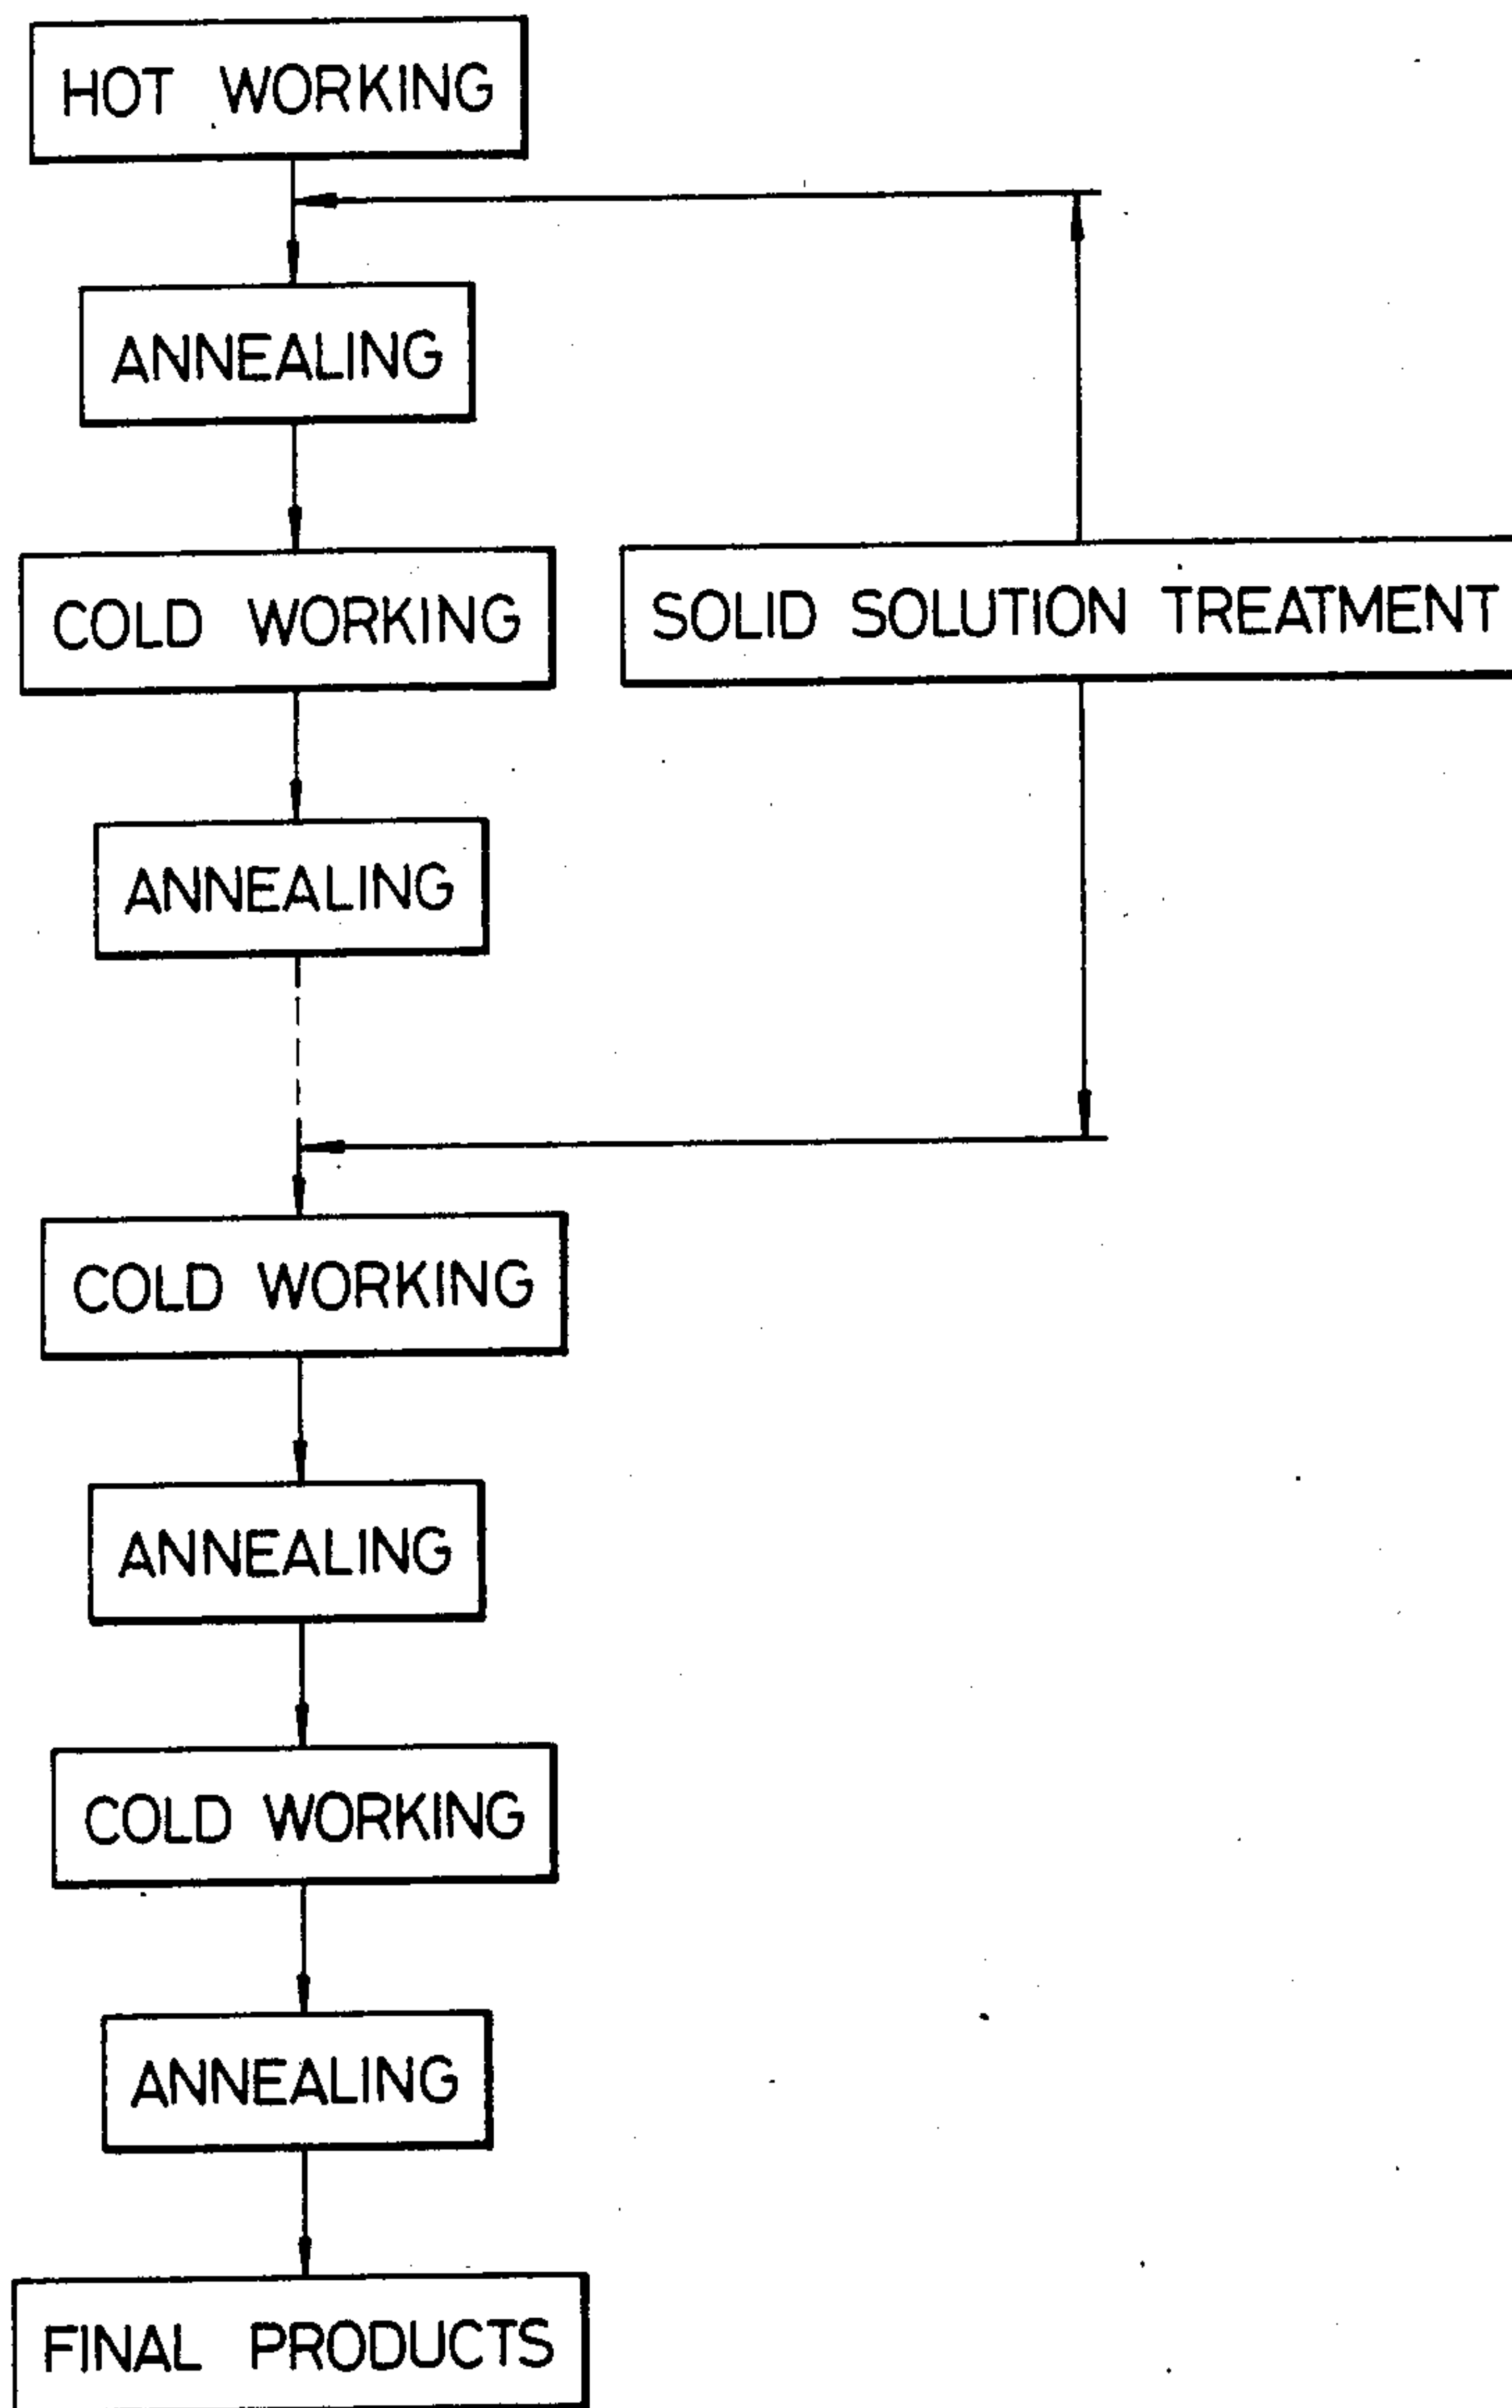 HOT WORKING
ANNEALING
COLD WORKING
SOLID SOLUTION TREATMENT
ANNEALING
COLD WORKING
ANNEALING
COLD WORKING
ANNEALING
FINAL PRODUCTS